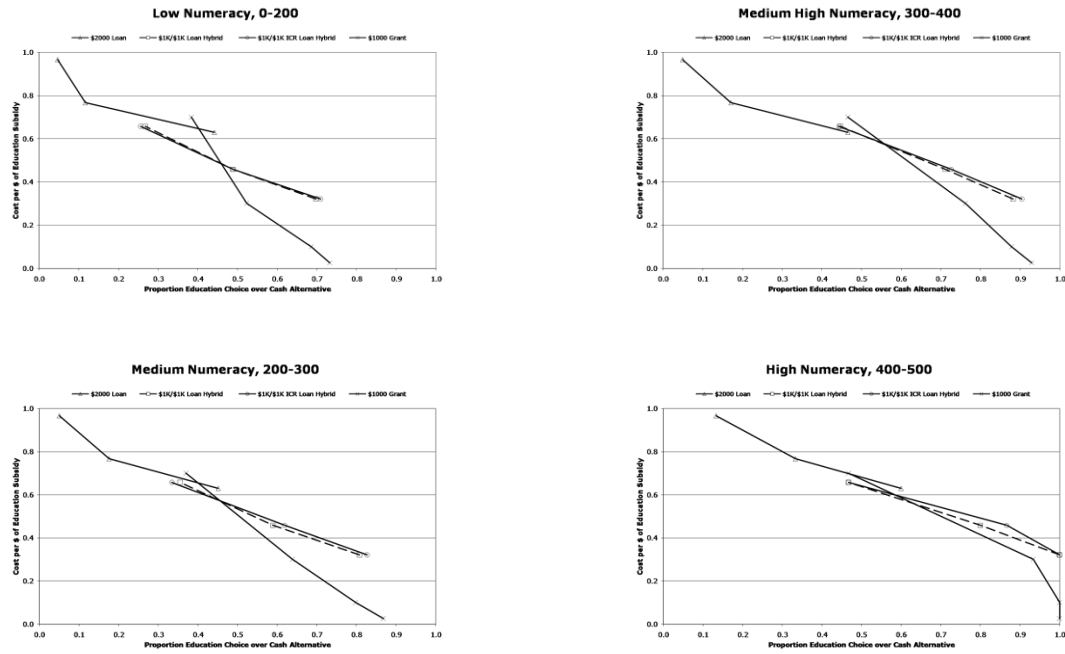 Low Numeracy, 0-200
$2000 Loan $1K/$1K Loan Hybrid $1K/$1K ICR Loan Hybrid $1000 Grant
Cost per $ of Education Subsidy
1.0
0.8
0.6
0.4
0.2
0.0
0.0 0.1 0.2 0.3 0.4 0.5 0.6 0.7 0.8 0.9 1.0
Proportion Education Choice over Cash Alternative
Medium High Numeracy, 300-400
$2000 Loan $1K/$1K Loan Hybrid $1K/$1K ICR Loan Hybrid $1000 Grant
Cost per $ of Education Subsidy
1.0
0.8
0.6
0.4
0.2
0.0
0.0 0.1 0.2 0.3 0.4 0.5 0.6 0.7 0.8 0.9 1.0
Proportion Education Choice over Cash Alternative
Medium Numeracy, 200-300
$2000 Loan $1K/$1K Loan Hybrid $1K/$1K ICR Loan Hybrid $1000 Grant
Cost per $ of Education Subsidy
1.0
0.8
0.6
0.4
0.2
0.0
0.0 0.1 0.2 0.3 0.4 0.5 0.6 0.7 0.8 0.9 1.0
Proportion Education Choice over Cash Alternative
High Numeracy, 400-500
$2000 Loan $1K/$1K Loan Hybrid $1K/$1K ICR Loan Hybrid $1000 Grant
Cost per $ of Education Subsidy
1.0
0.8
0.6
0.4
0.2
0.0
0.0 0.1 0.2 0.3 0.4 0.5 0.6 0.7 0.8 0.9 1.0
Proportion Education Choice over Cash Alternative